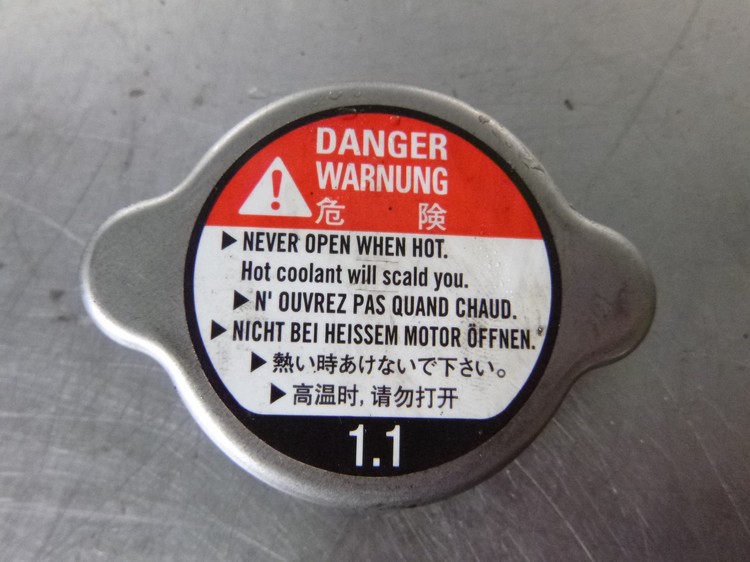 DANGER
WARNUNG
危 険
▶ NEVER OPEN WHEN HOT.
Hot coolant will scald you.
▶ N' OUVREZ PAS QUAND CHAUD.
▶ NICHT BEI HEISSEM MOTOR ÖFFNEN.
▶ 熱い時あけないで下さい。
▶ 高温时,请勿打开
1.1